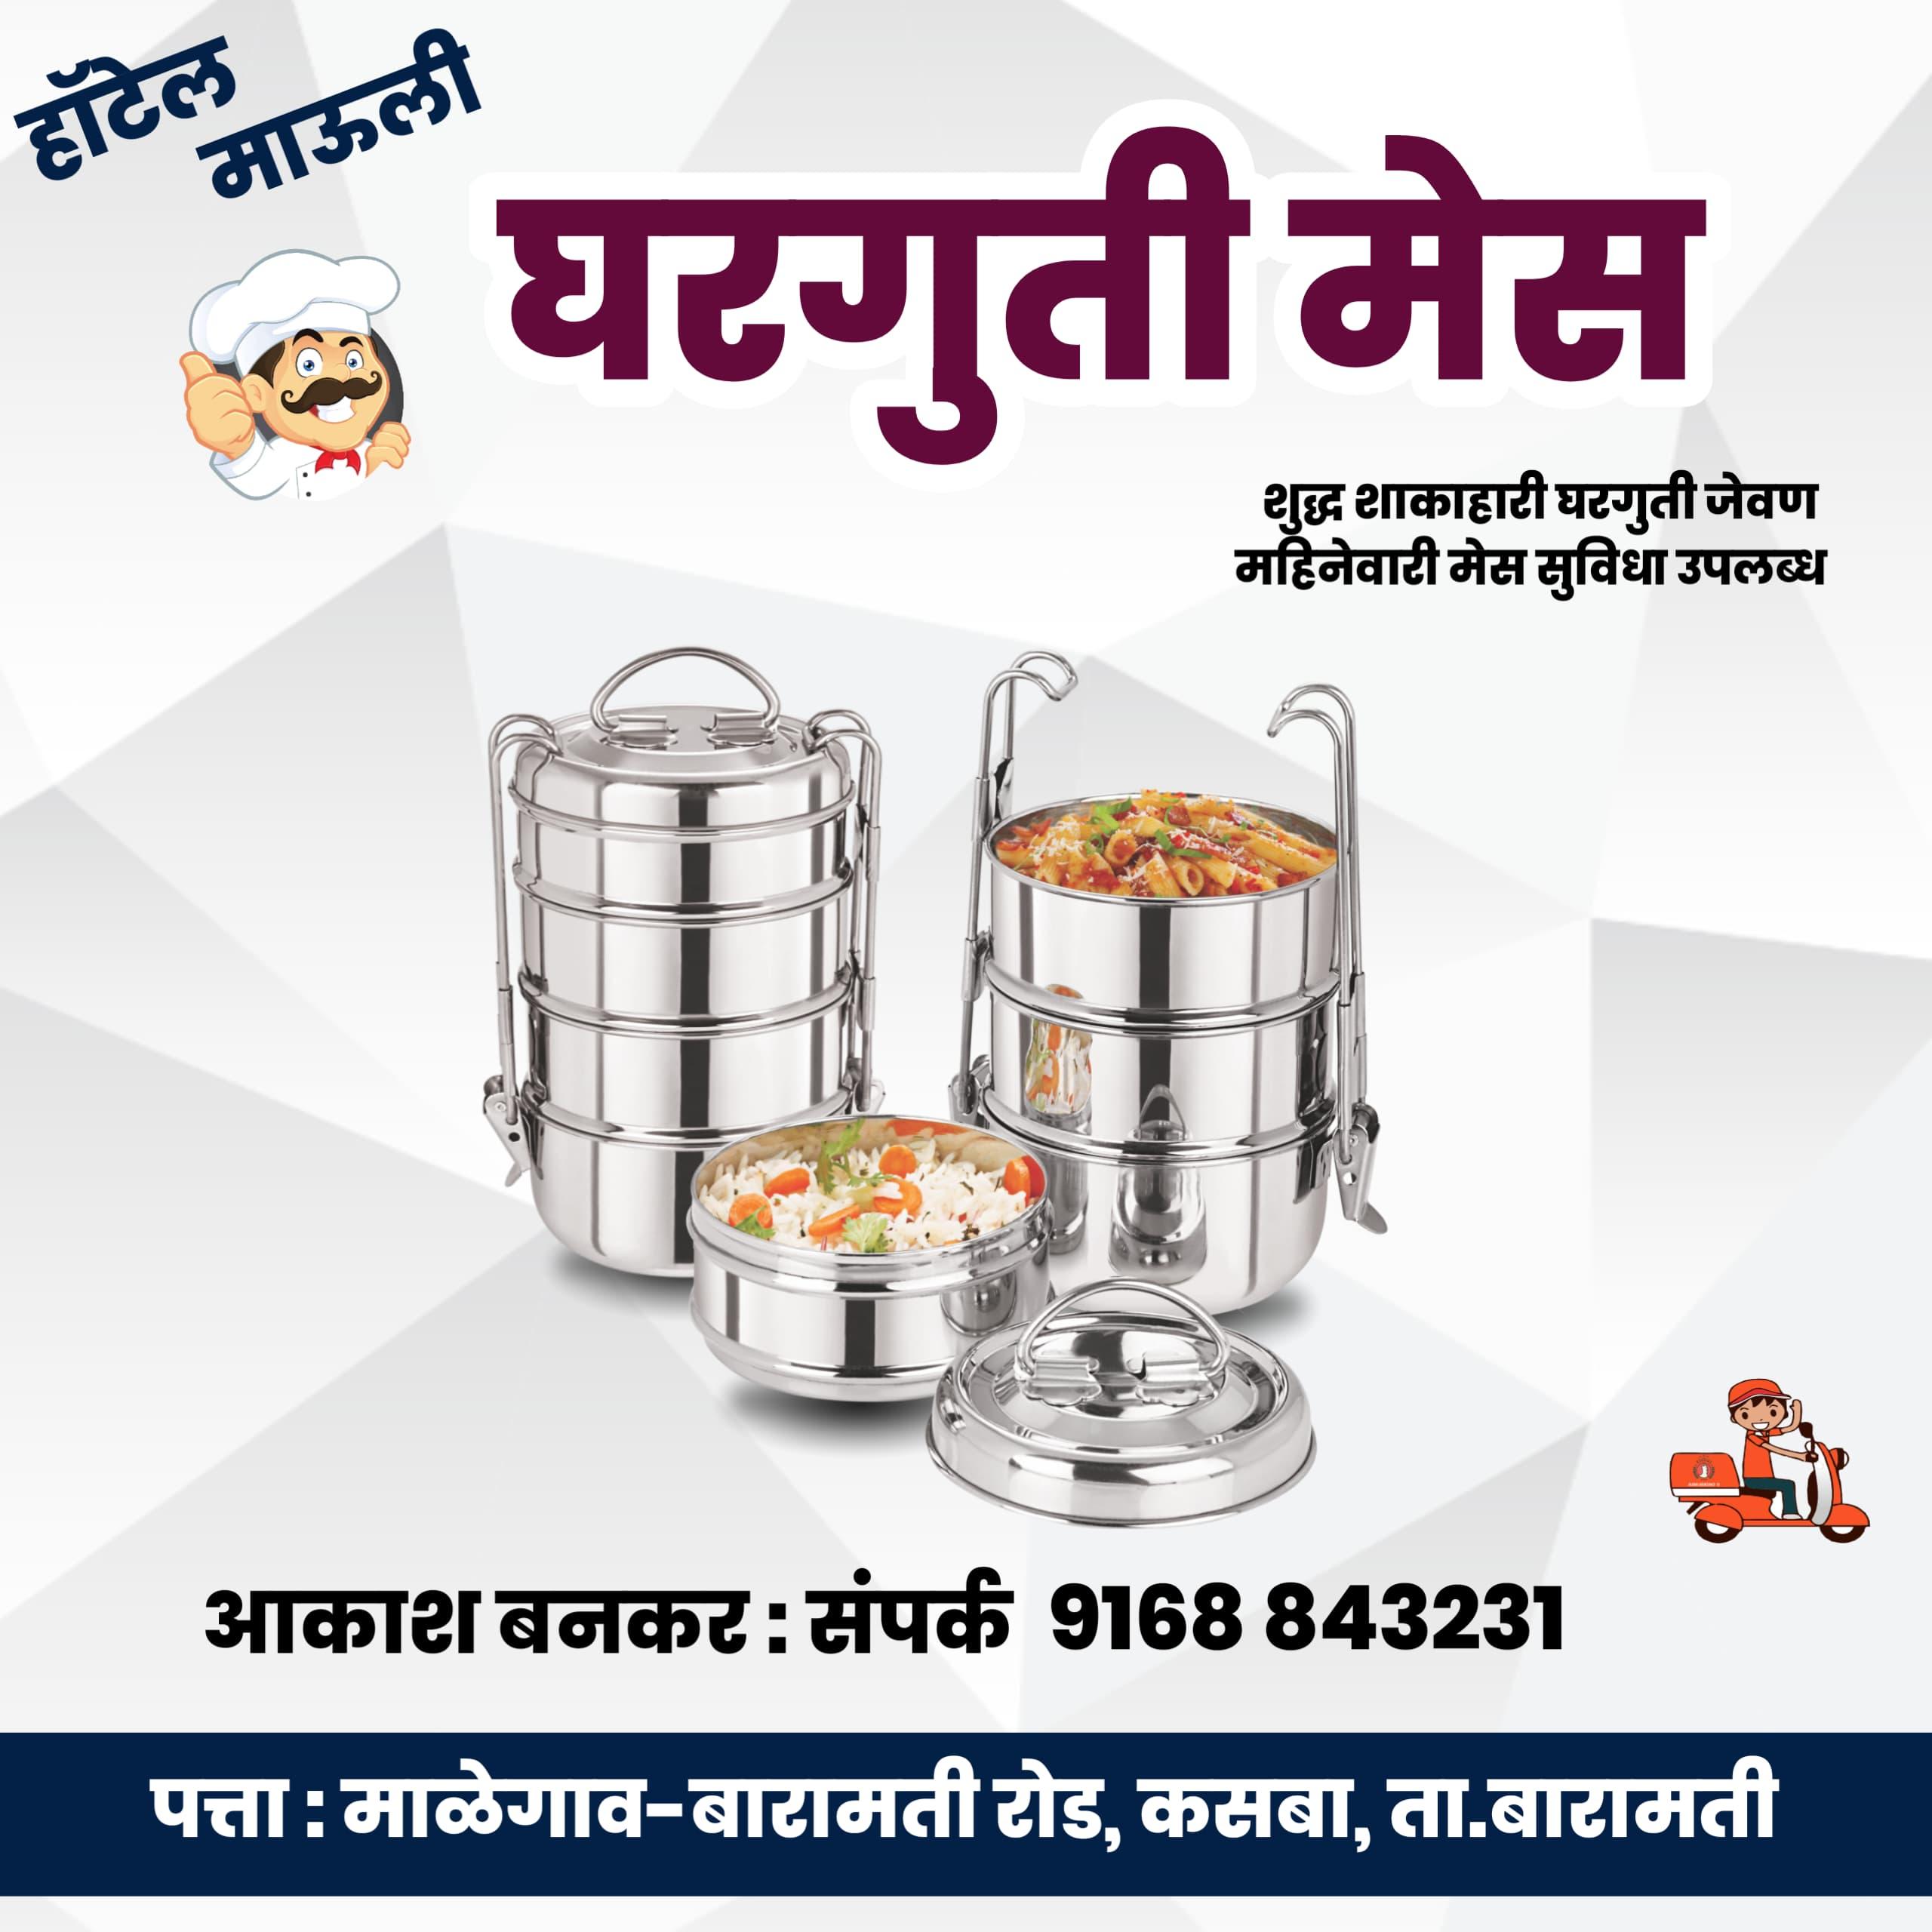 हॉटेल
माऊली
घरगुती मेस
शुद्ध शाकाहारी घरगुती जेवण
महिनेवारी मेस सुविधा उपलब्ध
आकाश बनकर : संपर्क 9168 843231
पत्ता : माळेगाव-बारामती रोड, कसबा, ता.बारामती